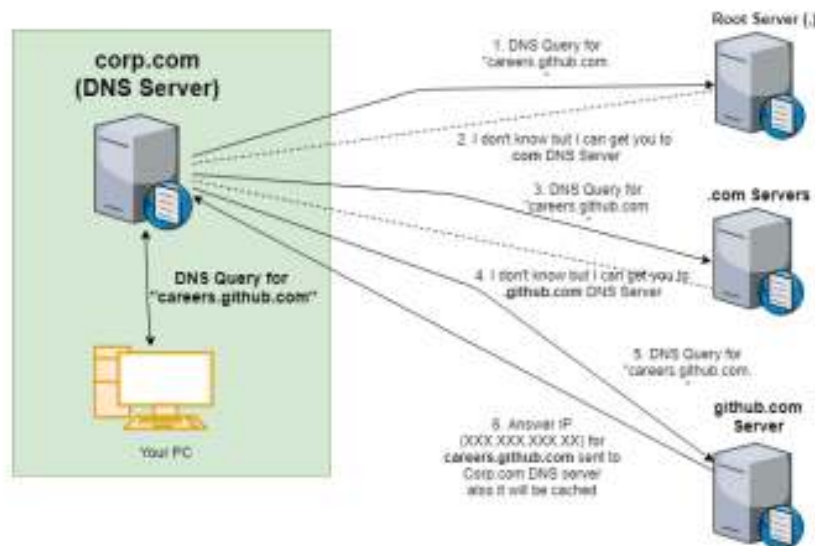 corp.com
(DNS Server)
DNS Query for
"careers.github.com"
Your PC
Root Server (.)
1. DNS Query for
"careers.github.com
"
2. I don't know but I can get you to
com DNS Server
3. DNS Query for
"careers.github.com
"
.com Servers
4. I don't know but I can get you to
.github.com DNS Server
5. DNS Query for
"careers.github.com
"
github.com
Server
6. Answer IP
(XXX.XXX.XXX.XX) for
careers.github.com sent to
Corp.com DNS server
also it will be cached